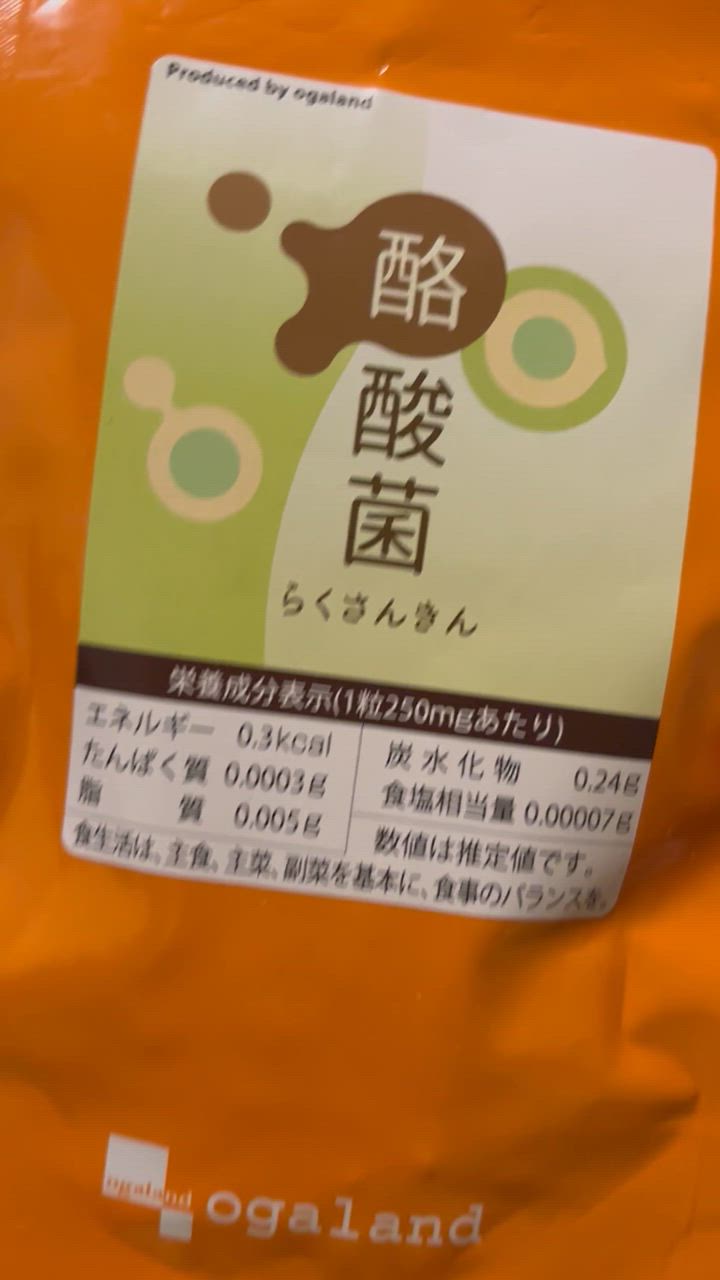 Produced by ogaland
酪酸菌
らくさんきん
栄養成分表示(1粒250mgあたり)
エネルギー 0.3kcal
たんぱく質 0.0003g
脂質 0.005g
炭水化物 0.24g
食塩相当量 0.00007g
数値は推定値です。
食生活は、主食、主菜、副菜を基本に、食事のバランスを。
ogaland
ogaland